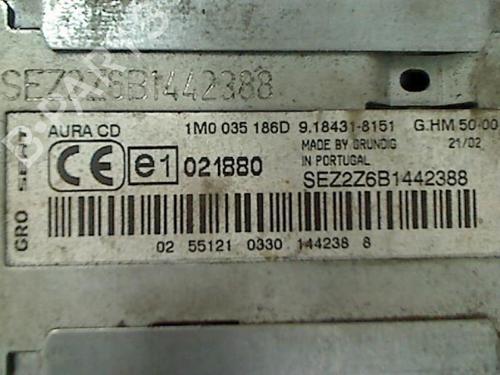 SEZ2Z6B1442388
GRO SEAT
AURA CD 1M0 035 186D 9.18431-8151 G.HM 50-00
MADE BY GRUNDIG 21/02
IN PORTUGAL
CE e1 021880 SEZ2Z6B1442388
02 55121 0330 144238 8
B-PARTS